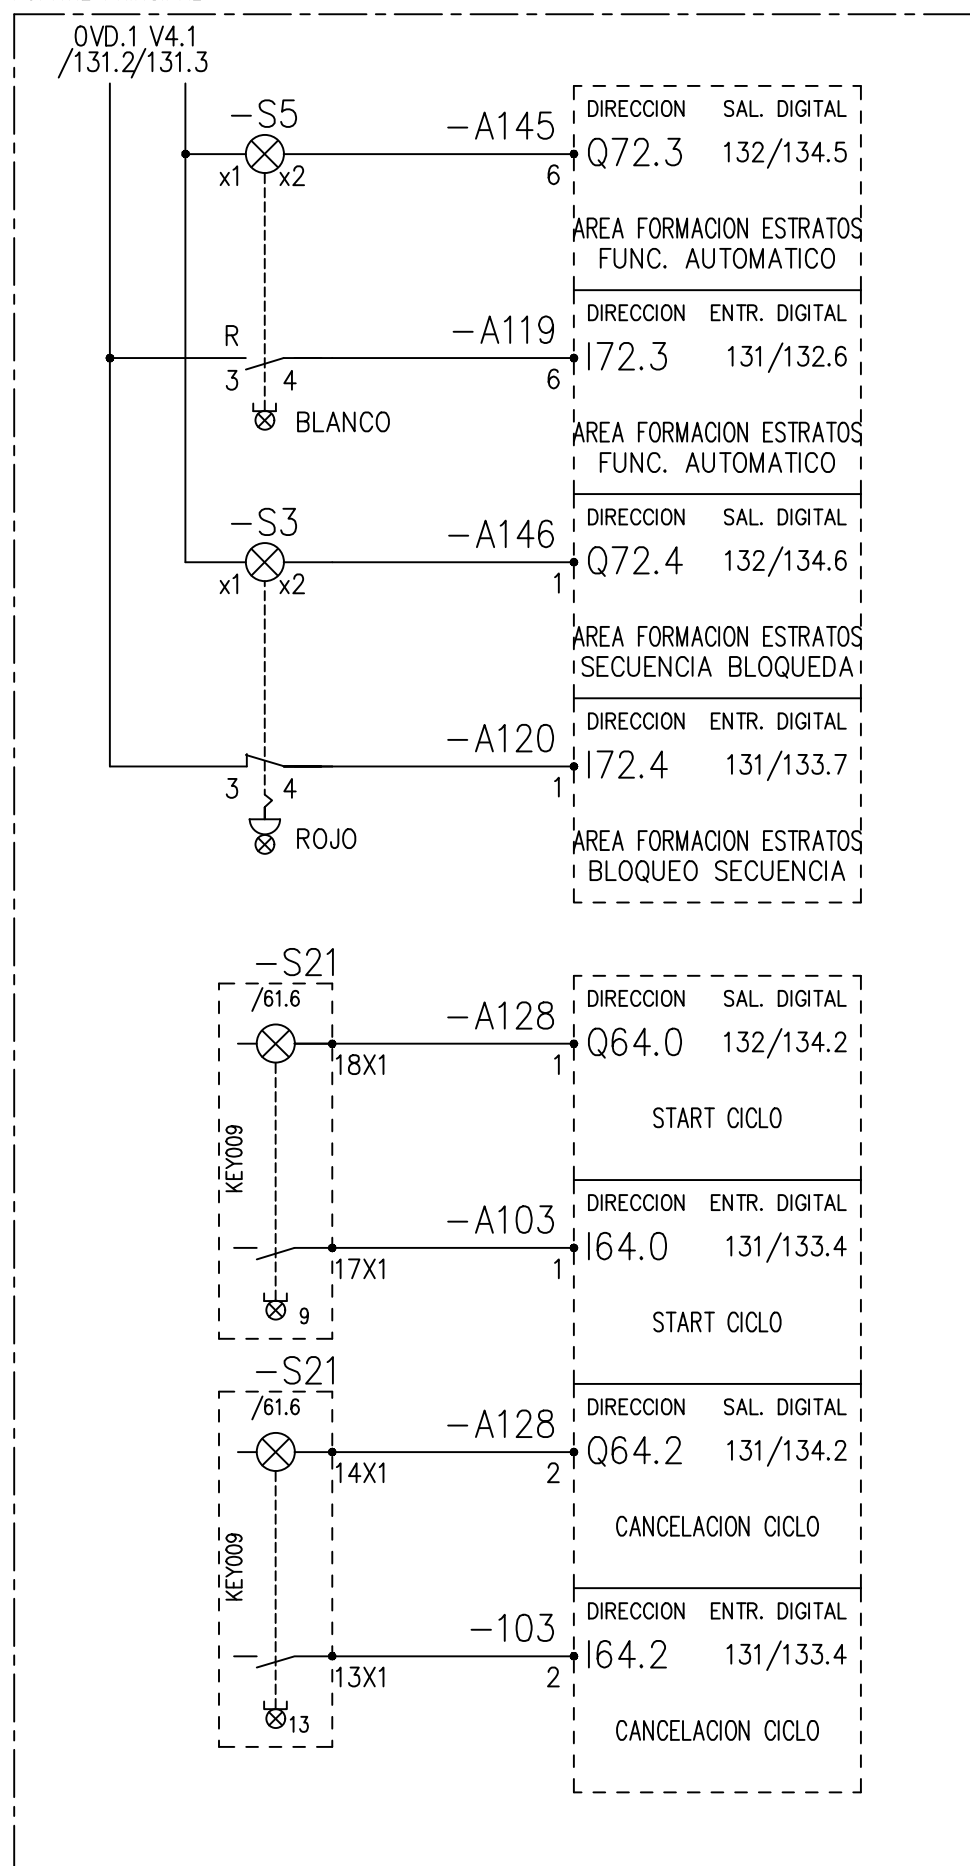 0VD.1 V4.1
/131.2/131.3
-S5
x1 x2
-A145
6
DIRECCION SAL. DIGITAL
Q72.3 132/134.5
AREA FORMACION ESTRATOS
FUNC. AUTOMATICO
R
3 4
BLANCO
-A119
6
DIRECCION ENTR. DIGITAL
I72.3 131/132.6
AREA FORMACION ESTRATOS
FUNC. AUTOMATICO
-S3
x1 x2
-A146
1
DIRECCION SAL. DIGITAL
Q72.4 132/134.6
AREA FORMACION ESTRATOS
SECUENCIA BLOQUEDA
3 4
ROJO
-A120
1
DIRECCION ENTR. DIGITAL
I72.4 131/133.7
AREA FORMACION ESTRATOS
BLOQUEO SECUENCIA
-S21
/61.6
18X1
KEY009
-A128
1
DIRECCION SAL. DIGITAL
Q64.0 132/134.2
START CICLO
17X1
9
-A103
1
DIRECCION ENTR. DIGITAL
I64.0 131/133.4
START CICLO
-S21
/61.6
14X1
KEY009
-A128
2
DIRECCION SAL. DIGITAL
Q64.2 131/134.2
CANCELACION CICLO
13X1
13
-103
2
DIRECCION ENTR. DIGITAL
I64.2 131/133.4
CANCELACION CICLO